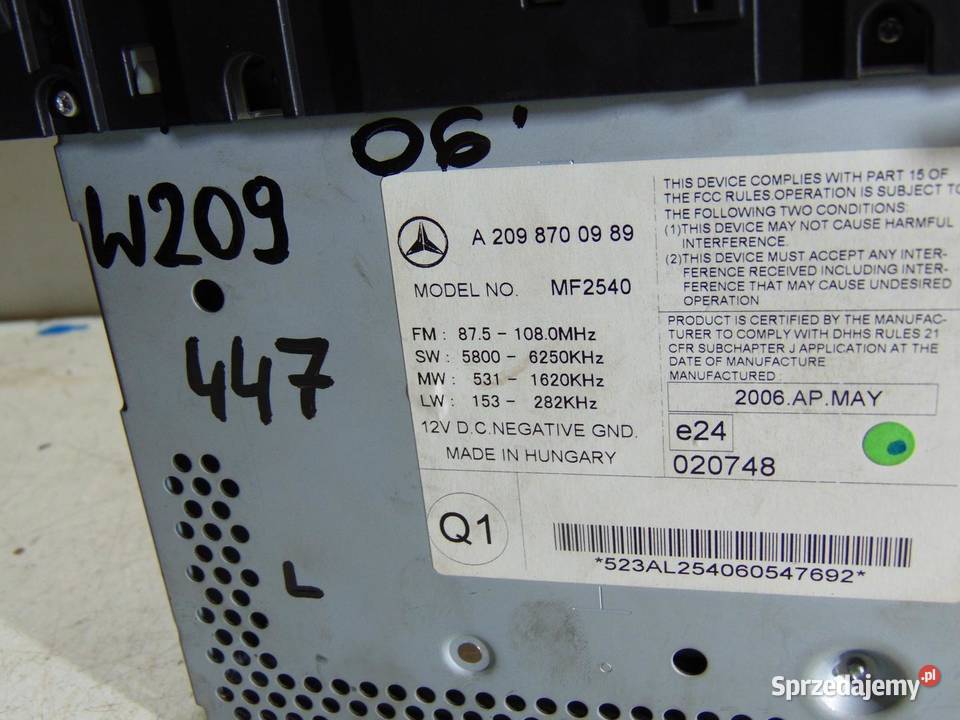 06'
W209
447
L
A 209 870 09 89
MODEL NO. MF2540
FM: 87.5 - 108.0MHz
SW: 5800 - 6250KHz
MW: 531 - 1620KHz
LW: 153 - 282KHz
12V D.C.NEGATIVE GND.
MADE IN HUNGARY
THIS DEVICE COMPLIES WITH PART 15 OF
THE FCC RULES.OPERATION IS SUBJECT TO
THE FOLLOWING TWO CONDITIONS:
(1)THIS DEVICE MAY NOT CAUSE HARMFUL
INTERFERENCE.
(2)THIS DEVICE MUST ACCEPT ANY INTER-
FERENCE RECEIVED INCLUDING INTER-
FERENCE THAT MAY CAUSE UNDESIRED
OPERATION
PRODUCT IS CERTIFIED BY THE MANUFAC-
TURER TO COMPLY WITH DHHS RULES 21
CFR SUBCHAPTER J APPLICATION AT THE
DATE OF MANUFACTURE
MANUFACTURED:
2006.AP.MAY
e24
020748
Q1
*523AL254060547692*
Sprzedajemy.pl